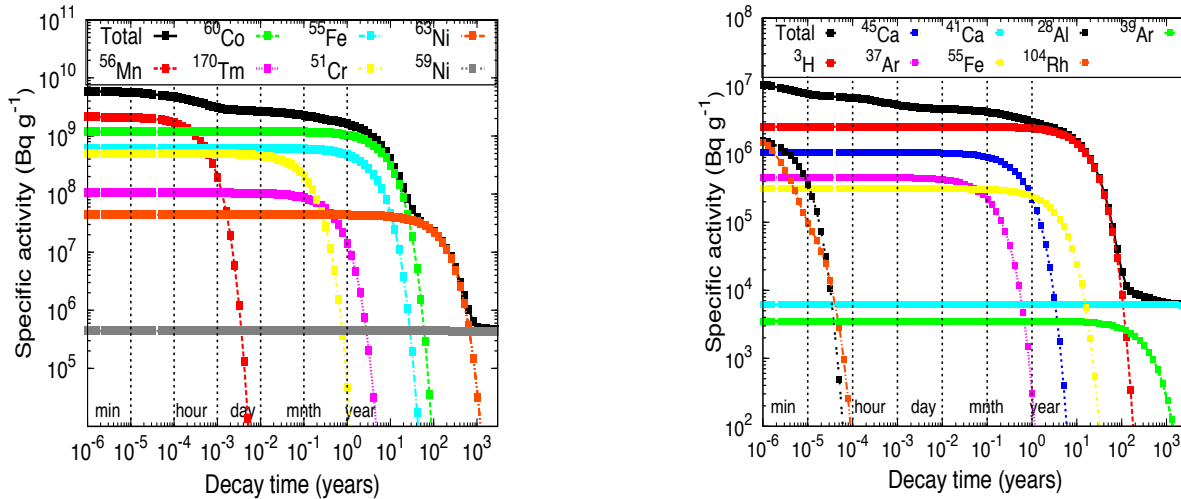 10^11
10^10
10^9
10^8
10^7
10^6
10^5
Specific activity (Bq g^-1)
Total ^60Co ^55Fe ^63Ni
^56Mn ^170Tm ^51Cr ^59Ni
min hour day mnth year
10^-6 10^-5 10^-4 10^-3 10^-2 10^-1 10^0 10^1 10^2 10^3
Decay time (years)
10^8
10^7
10^6
10^5
10^4
10^3
10^2
Specific activity (Bq g^-1)
Total ^45Ca ^41Ca ^28Al ^39Ar
^3H ^37Ar ^55Fe ^104Rh
min hour day mnth year
10^-6 10^-5 10^-4 10^-3 10^-2 10^-1 10^0 10^1 10^2 10^3
Decay time (years)